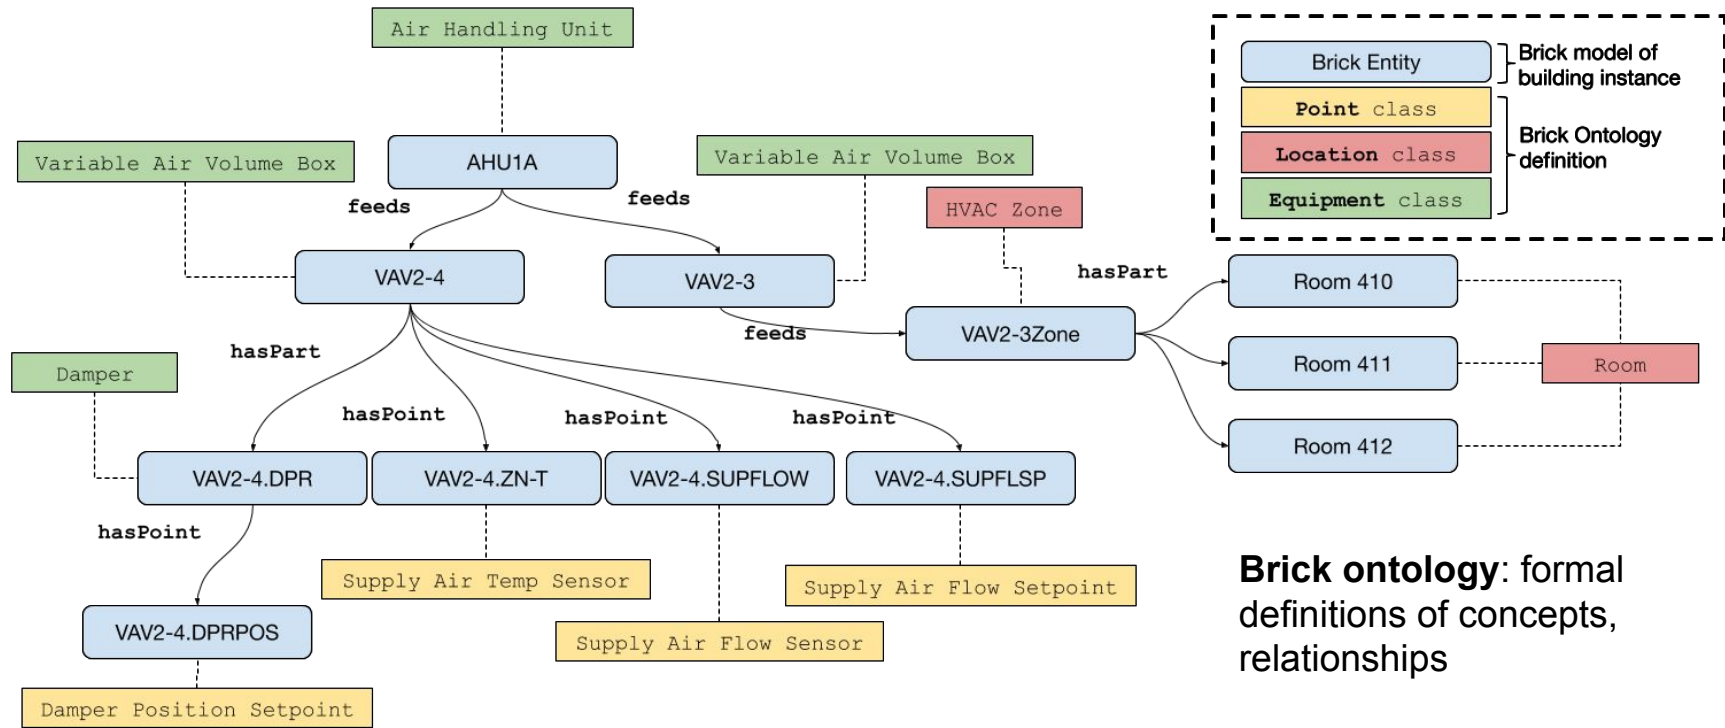 Air Handling Unit
Brick Entity
Brick model of
building instance
Point class
Location class
Equipment class
Brick Ontology
definition
Variable Air Volume Box
AHU1A
Variable Air Volume Box
feeds
feeds
HVAC Zone
VAV2-4
VAV2-3
hasPart
Room 410
feeds
VAV2-3Zone
Room 411
Room
Room 412
hasPart
Damper
hasPoint
hasPoint
hasPoint
VAV2-4.DPR
VAV2-4.ZN-T
VAV2-4.SUPFLOW
VAV2-4.SUPFLSP
hasPoint
Supply Air Temp Sensor
Supply Air Flow Setpoint
VAV2-4.DPRPOS
Supply Air Flow Sensor
Damper Position Setpoint
Brick ontology: formal
definitions of concepts,
relationships